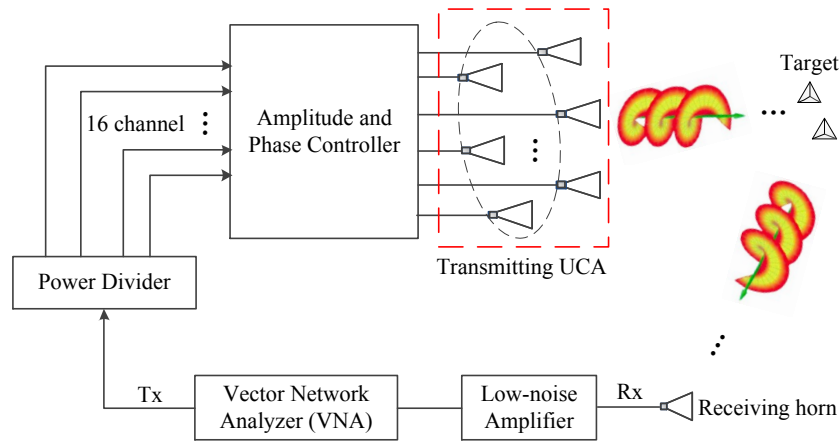 Target
16 channel
Amplitude and
Phase Controller
Transmitting UCA
Power Divider
Tx
Vector Network
Analyzer (VNA)
Low-noise
Amplifier
Rx
Receiving horn